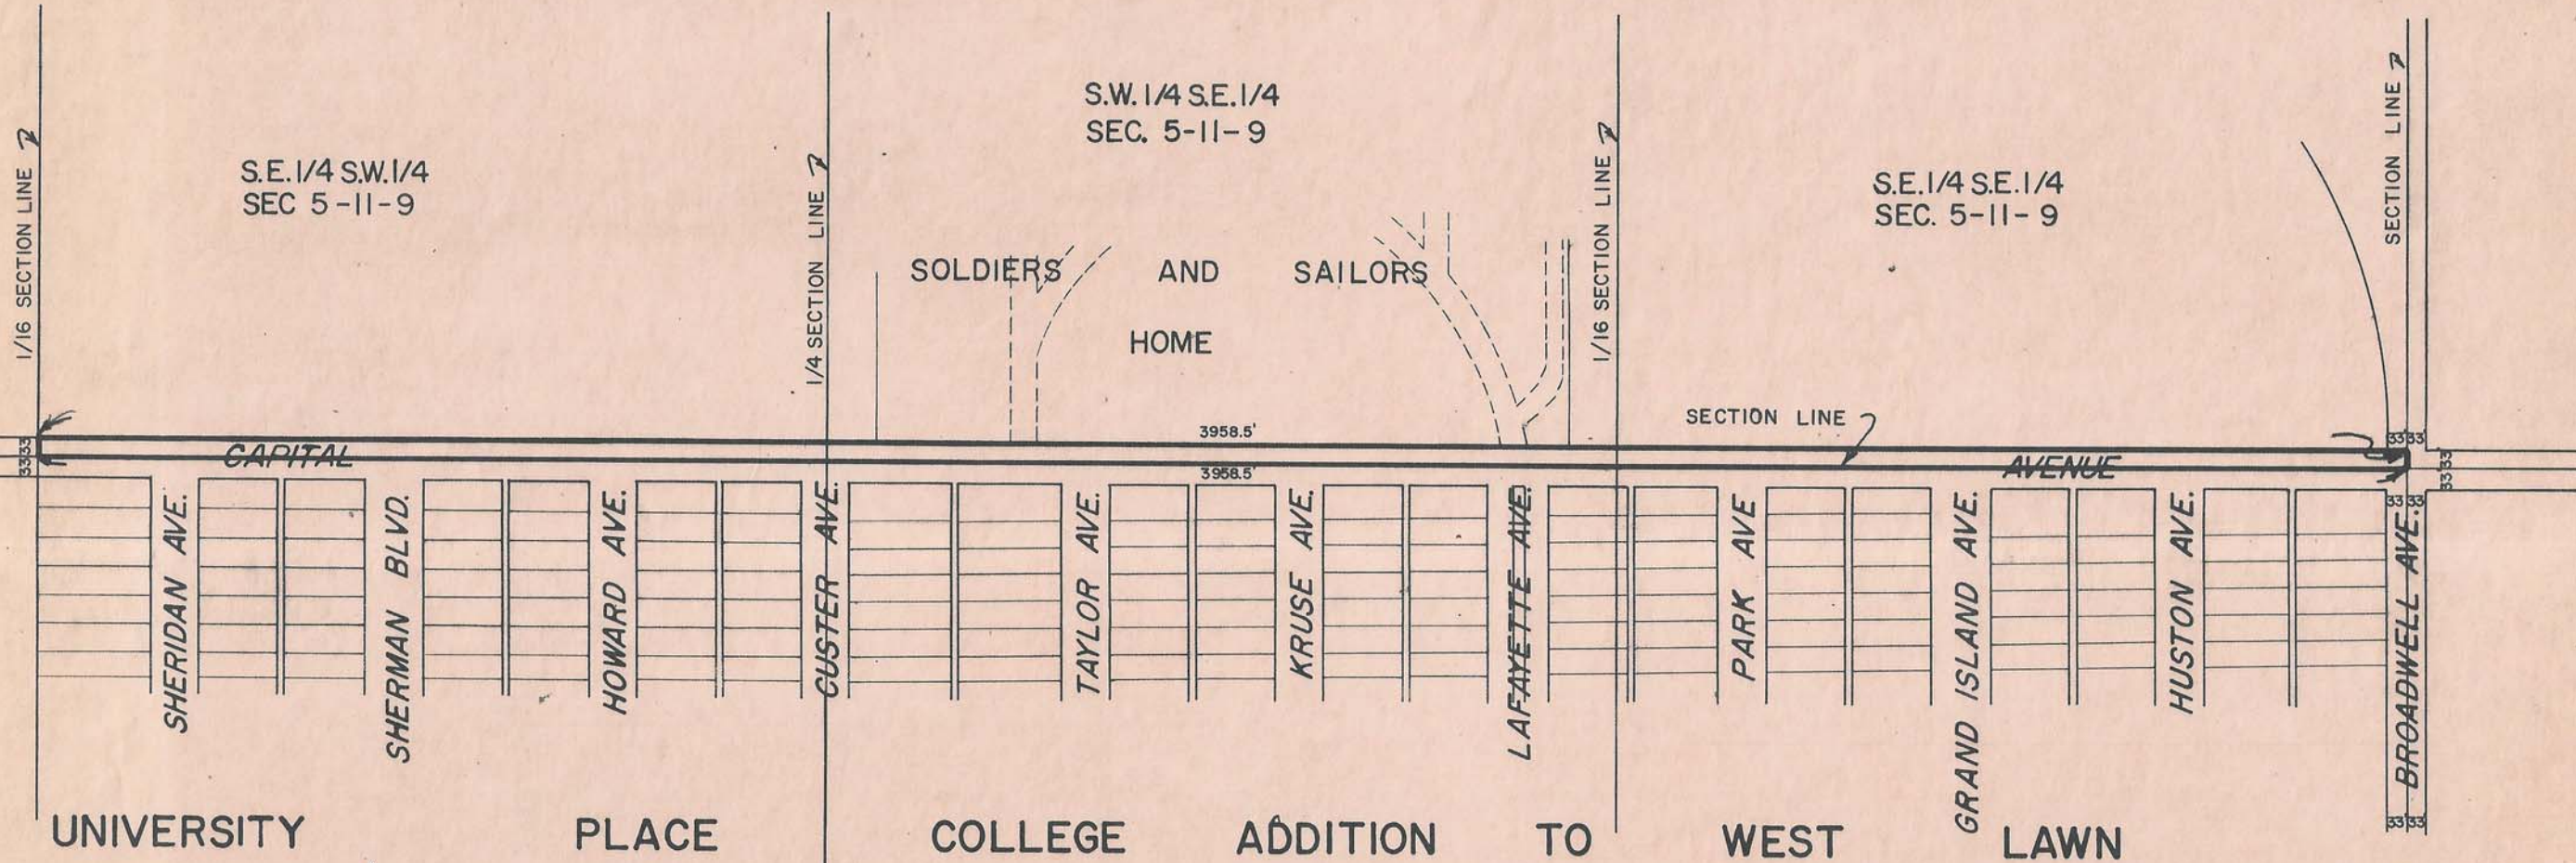 1/16 SECTION LINE
S.E. 1/4 S.W. 1/4
SEC 5-11-9
1/4 SECTION LINE
S.W. 1/4 S.E. 1/4
SEC. 5-11-9
SOLDIERS AND SAILORS
HOME
1/16 SECTION LINE
S.E. 1/4 S.E. 1/4
SEC. 5-11-9
SECTION LINE
SECTION LINE
3958.5'
3958.5'
33 33
CAPITAL AVENUE
33 33
33 33
33 33
SHERIDAN AVE.
SHERMAN BLVD.
HOWARD AVE.
CUSTER AVE.
TAYLOR AVE.
KRUSE AVE.
LAFAYETTE AVE.
PARK AVE
GRAND ISLAND AVE.
HUSTON AVE.
BROADWELL AVE.
33 33
UNIVERSITY PLACE COLLEGE ADDITION TO WEST LAWN